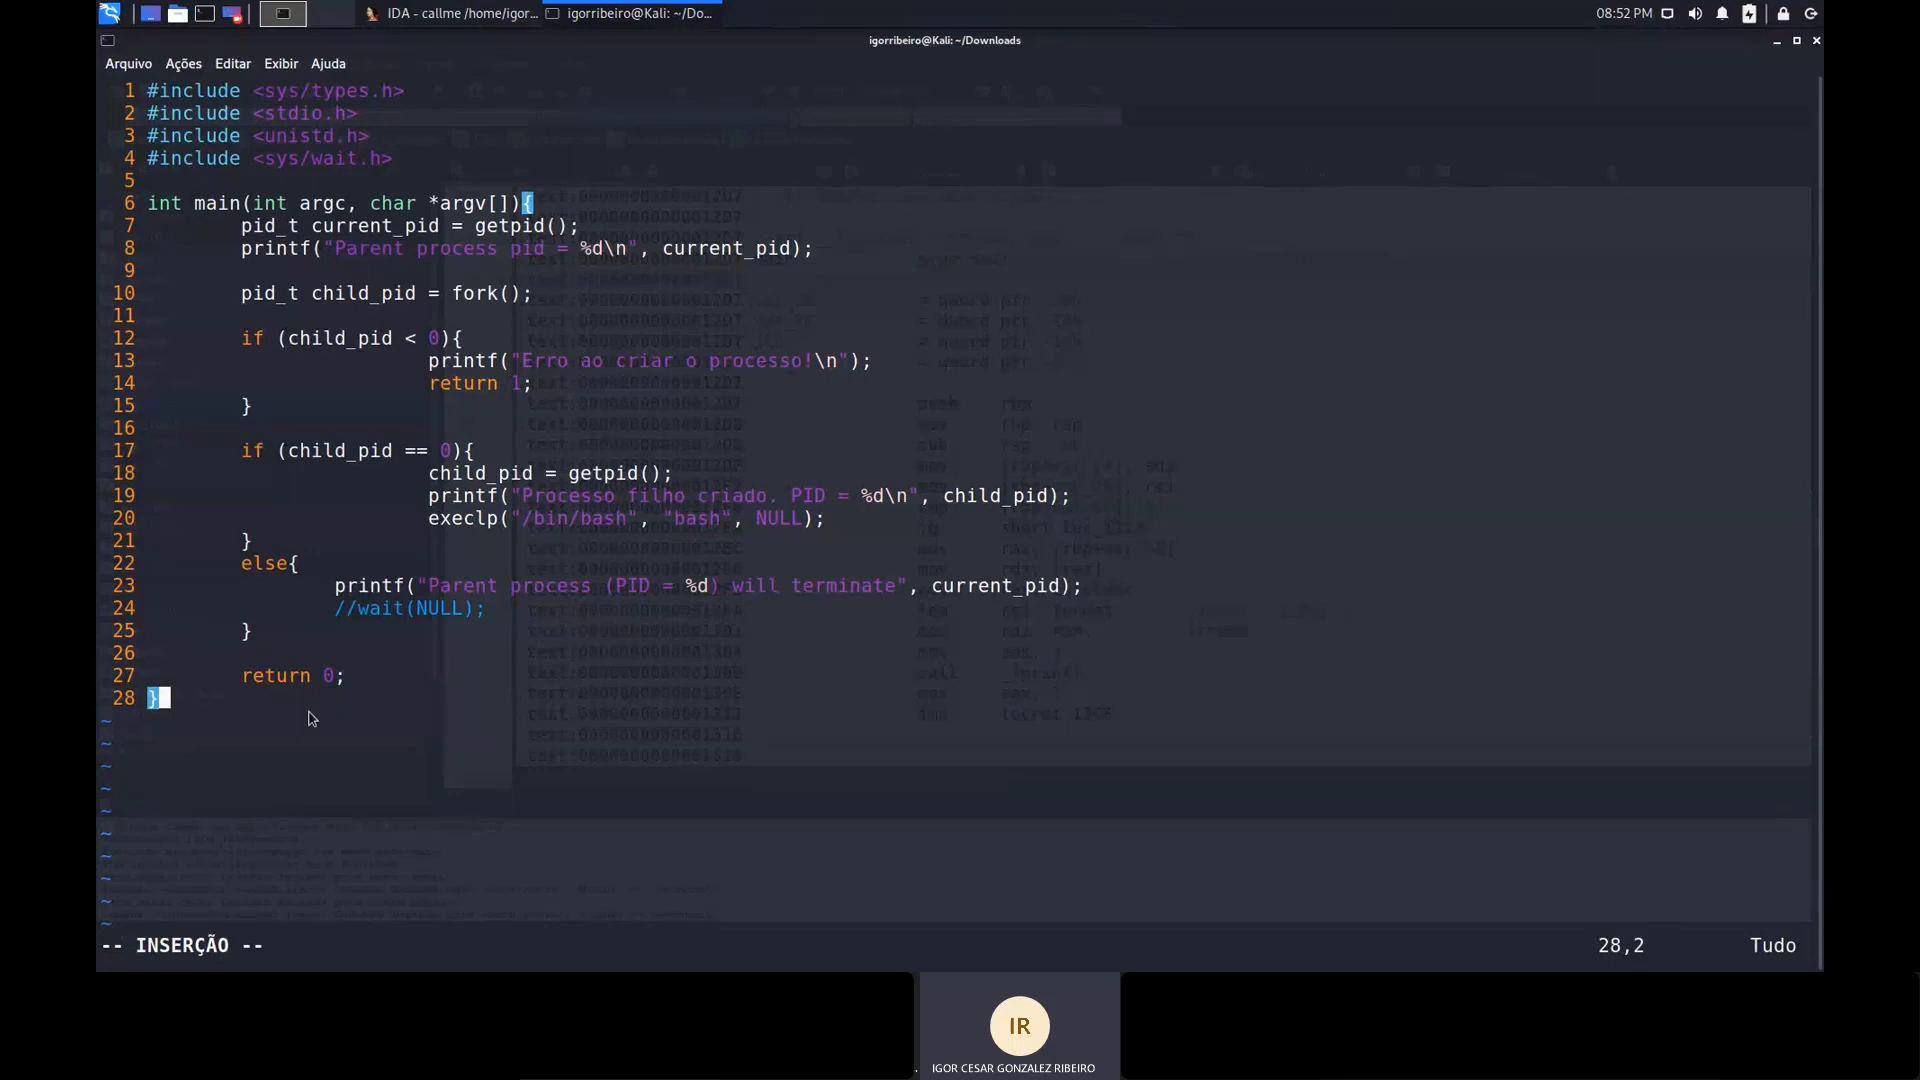 IDA - callme /home/igor...
igorribeiro@Kali: ~/Do...
08:52 PM
igorribeiro@Kali: ~/Downloads
Arquivo Ações Editar Exibir Ajuda
1 #include <sys/types.h>
2 #include <stdio.h>
3 #include <unistd.h>
4 #include <sys/wait.h>
5
6 int main(int argc, char *argv[]){
7 pid_t current_pid = getpid();
8 printf("Parent process pid = %d\n", current_pid);
9
10 pid_t child_pid = fork();
11
12 if (child_pid < 0){
13 printf("Erro ao criar o processo!\n");
14 return 1;
15 }
16
17 if (child_pid == 0){
18 child_pid = getpid();
19 printf("Processo filho criado. PID = %d\n", child_pid);
20 execlp("/bin/bash", "bash", NULL);
21 }
22 else{
23 printf("Parent process (PID = %d) will terminate", current_pid);
24 //wait(NULL);
25 }
26
27 return 0;
28 }
~
~
~
~
~
~
~
~
~
~
-- INSERÇÃO -- 28,2 Tudo
IR
IGOR CESAR GONZALEZ RIBEIRO